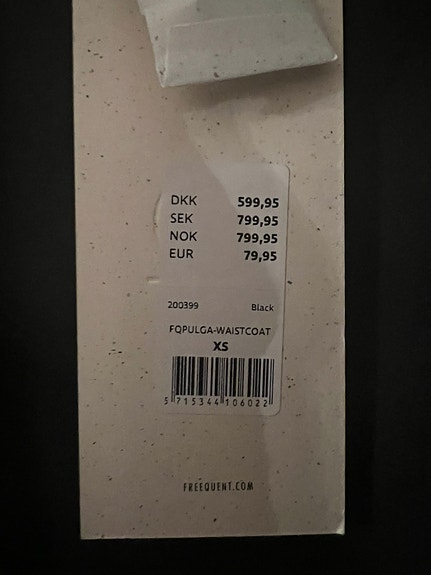 DKK 599,95
SEK 799,95
NOK 799,95
EUR 79,95
200399 Black
FQPULGA-WAISTCOAT
XS
5 715344 106022
FREEQUENT.COM